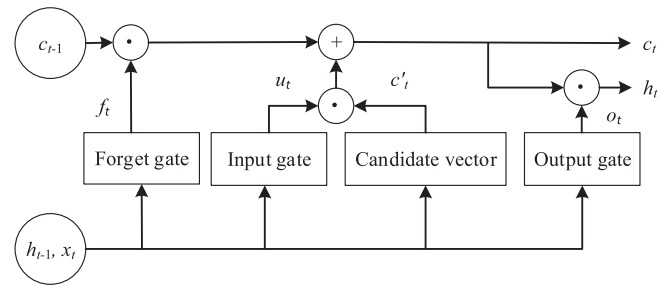 c_{t-1}
·
+
c_t
u_t
c'_t
·
·
h_t
f_t
o_t
Forget gate
Input gate
Candidate vector
Output gate
h_{t-1}, x_t